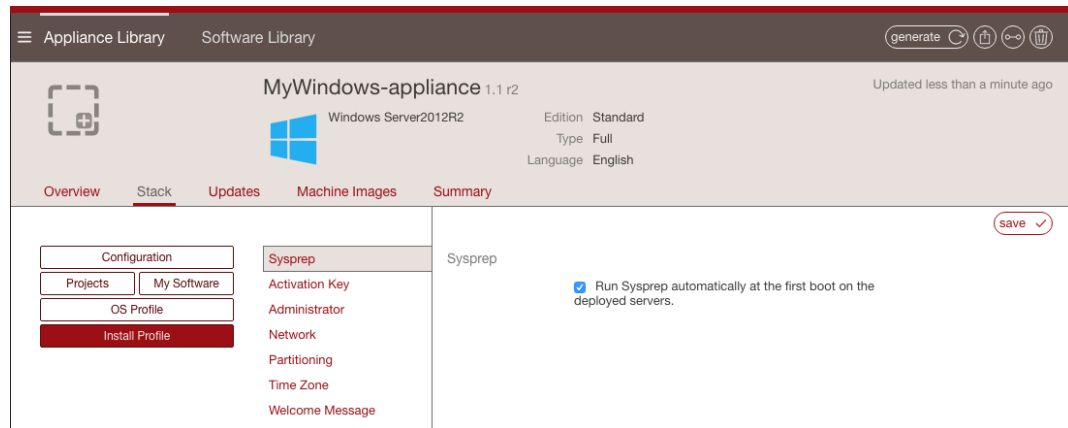 Appliance Library Software Library generate
MyWindows-appliance 1.1 r2 Updated less than a minute ago
Windows Server2012R2 Edition Standard
Type Full
Language English
Overview Stack Updates Machine Images Summary
save
Configuration
Projects My Software
OS Profile
Install Profile
Sysprep
Activation Key
Administrator
Network
Partitioning
Time Zone
Welcome Message
Sysprep
Run Sysprep automatically at the first boot on the
deployed servers.